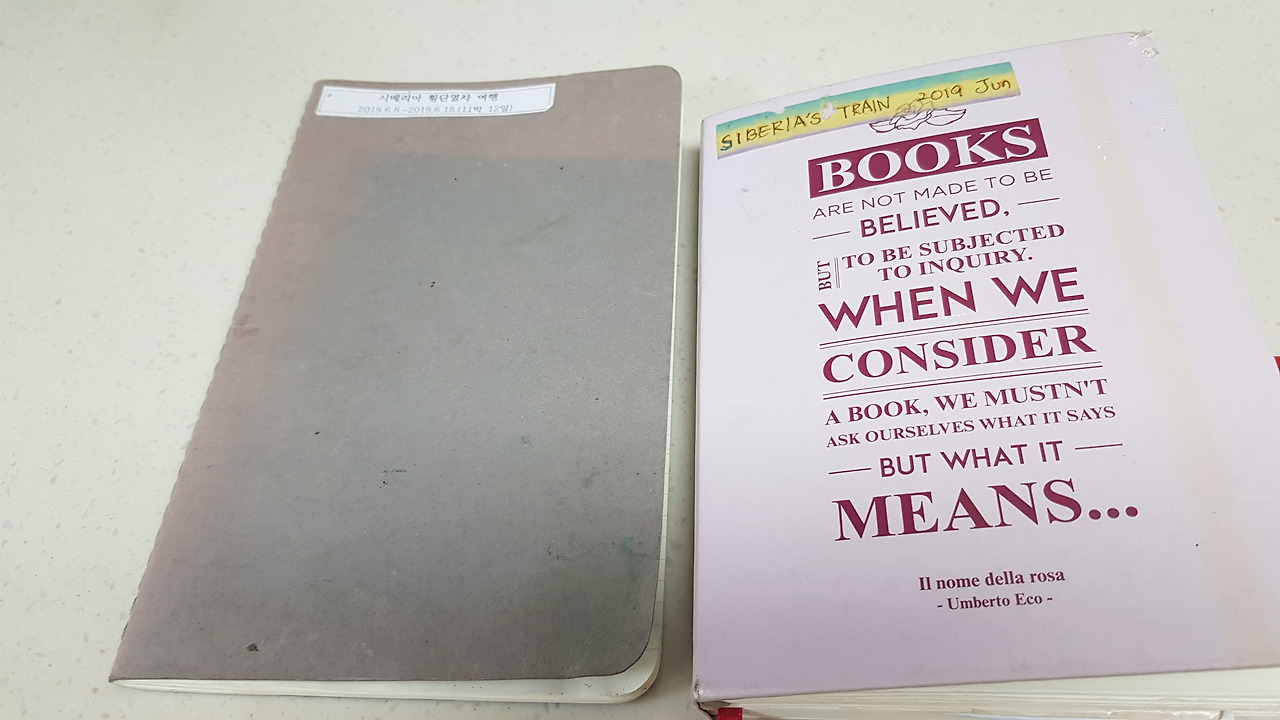 시베리아 횡단열차 여행
2019.6.8.~2019.6.18.(11박 12일)
SIBERIA'S TRAIN 2019 Jun
BOOKS
ARE NOT MADE TO BE
BELIEVED,
BUT TO BE SUBJECTED
TO INQUIRY.
WHEN WE
CONSIDER
A BOOK, WE MUSTN'T
ASK OURSELVES WHAT IT SAYS
BUT WHAT IT
MEANS...
Il nome della rosa
- Umberto Eco -